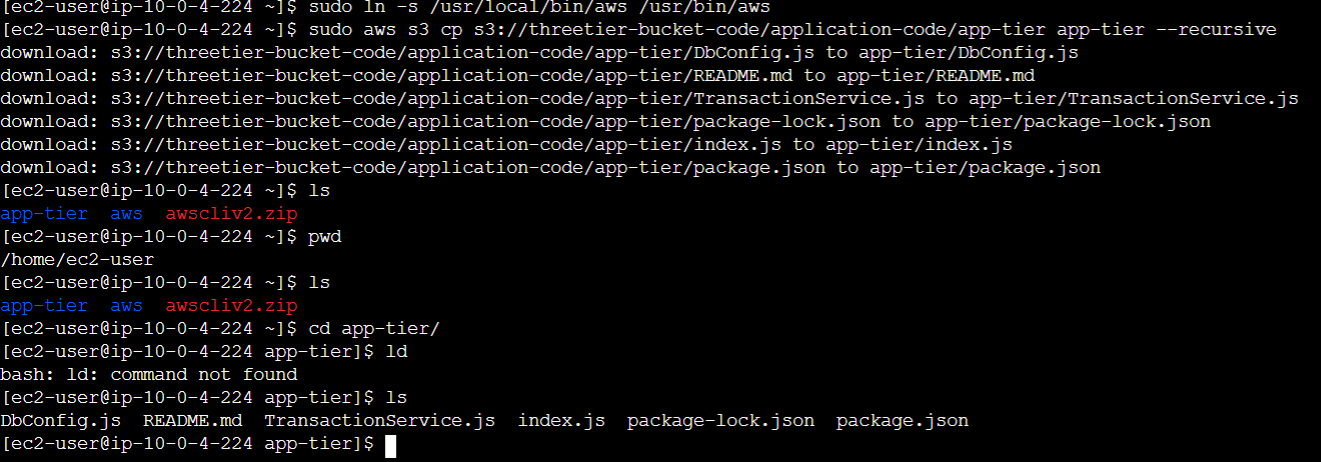 [ec2-user@ip-10-0-4-224 ~]$ sudo ln -s /usr/local/bin/aws /usr/bin/aws
[ec2-user@ip-10-0-4-224 ~]$ sudo aws s3 cp s3://threetier-bucket-code/application-code/app-tier app-tier --recursive
download: s3://threetier-bucket-code/application-code/app-tier/DbConfig.js to app-tier/DbConfig.js
download: s3://threetier-bucket-code/application-code/app-tier/README.md to app-tier/README.md
download: s3://threetier-bucket-code/application-code/app-tier/TransactionService.js to app-tier/TransactionService.js
download: s3://threetier-bucket-code/application-code/app-tier/package-lock.json to app-tier/package-lock.json
download: s3://threetier-bucket-code/application-code/app-tier/index.js to app-tier/index.js
download: s3://threetier-bucket-code/application-code/app-tier/package.json to app-tier/package.json
[ec2-user@ip-10-0-4-224 ~]$ ls
app-tier  aws  awscliv2.zip
[ec2-user@ip-10-0-4-224 ~]$ pwd
/home/ec2-user
[ec2-user@ip-10-0-4-224 ~]$ ls
app-tier  aws  awscliv2.zip
[ec2-user@ip-10-0-4-224 ~]$ cd app-tier/
[ec2-user@ip-10-0-4-224 app-tier]$ ld
bash: ld: command not found
[ec2-user@ip-10-0-4-224 app-tier]$ ls
DbConfig.js  README.md  TransactionService.js  index.js  package-lock.json  package.json
[ec2-user@ip-10-0-4-224 app-tier]$